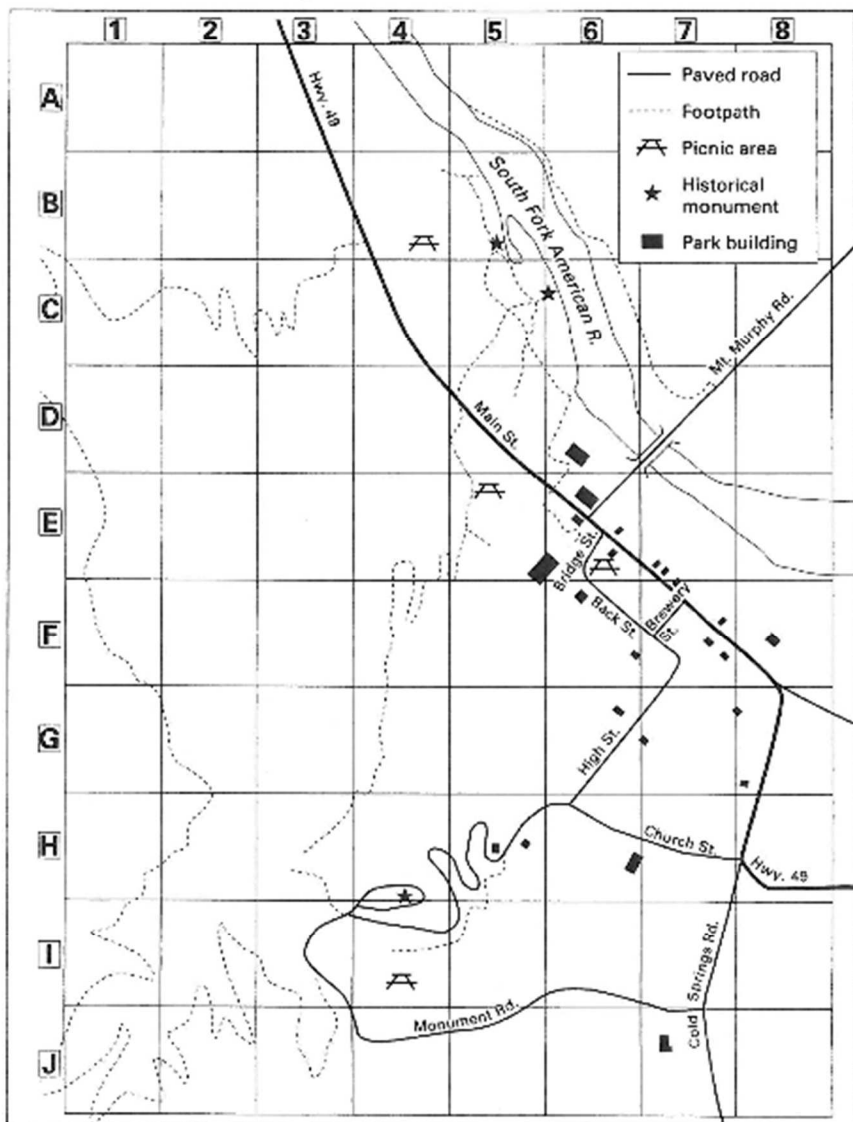 1 2 3 4 5 6 7 8
A
B
C
D
E
F
G
H
I
J
Paved road
Footpath
Picnic area
Historical
monument
Park building
Hwy. 49
South Fork American R.
Mt. Murphy Rd.
Main St.
Bridge St.
Back St.
Brewery
St.
High St.
Church St.
Hwy. 49
Cold Springs Rd.
Monument Rd.